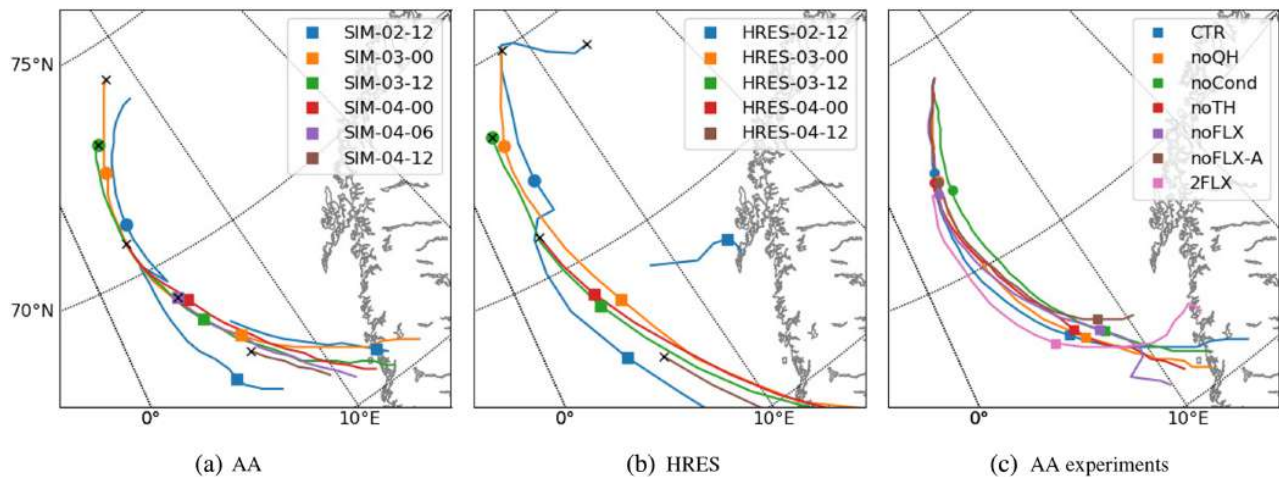 SIM-02-12
SIM-03-00
SIM-03-12
SIM-04-00
SIM-04-06
SIM-04-12
75°N
70°N
0°
10°E
(a) AA
HRES-02-12
HRES-03-00
HRES-03-12
HRES-04-00
HRES-04-12
0°
10°E
(b) HRES
CTR
noQH
noCond
noTH
noFLX
noFLX-A
2FLX
0°
10°E
(c) AA experiments